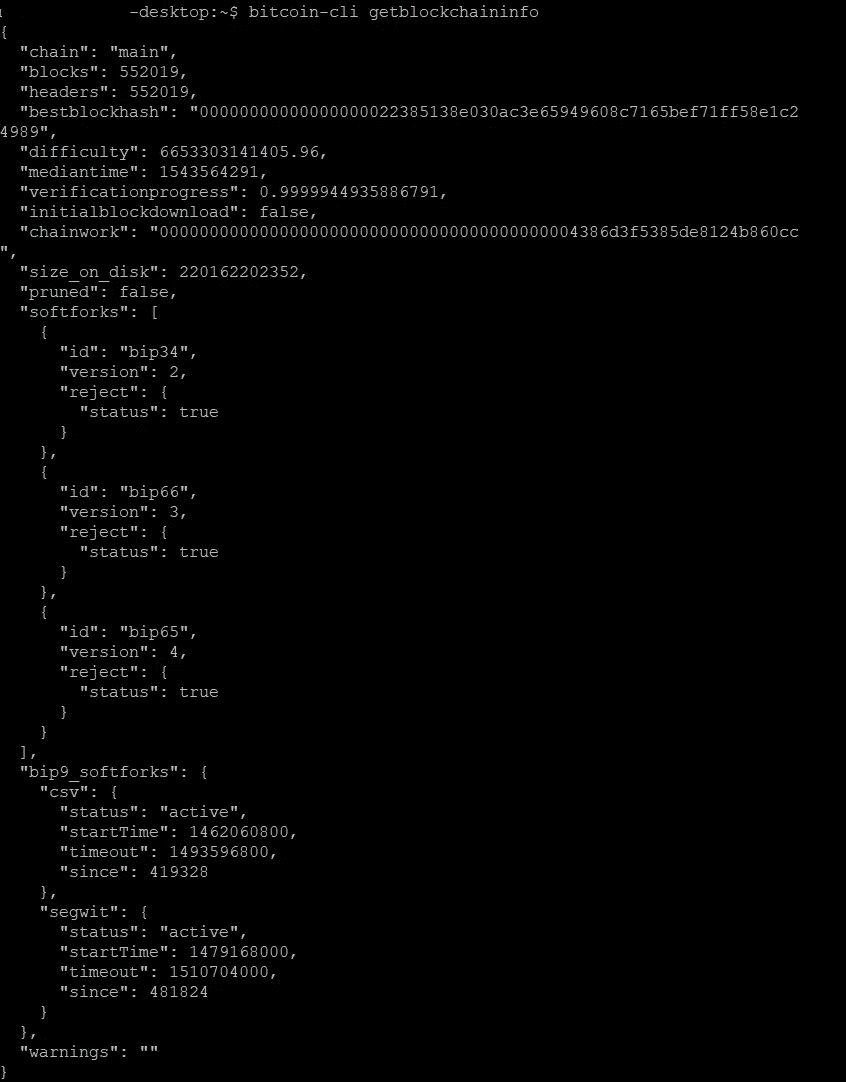 -desktop:~$ bitcoin-cli getblockchaininfo
{
  "chain": "main",
  "blocks": 552019,
  "headers": 552019,
  "bestblockhash": "00000000000000000022385138e030ac3e65949608c7165bef71ff58e1c2
4989",
  "difficulty": 6653303141405.96,
  "mediantime": 1543564291,
  "verificationprogress": 0.9999944935886791,
  "initialblockdownload": false,
  "chainwork": "000000000000000000000000000000000000000004386d3f5385de8124b860cc
",
  "size_on_disk": 220162202352,
  "pruned": false,
  "softforks": [
    {
      "id": "bip34",
      "version": 2,
      "reject": {
        "status": true
      }
    },
    {
      "id": "bip66",
      "version": 3,
      "reject": {
        "status": true
      }
    },
    {
      "id": "bip65",
      "version": 4,
      "reject": {
        "status": true
      }
    }
  ],
  "bip9_softforks": {
    "csv": {
      "status": "active",
      "startTime": 1462060800,
      "timeout": 1493596800,
      "since": 419328
    },
    "segwit": {
      "status": "active",
      "startTime": 1479168000,
      "timeout": 1510704000,
      "since": 481824
    }
  },
  "warnings": ""
}